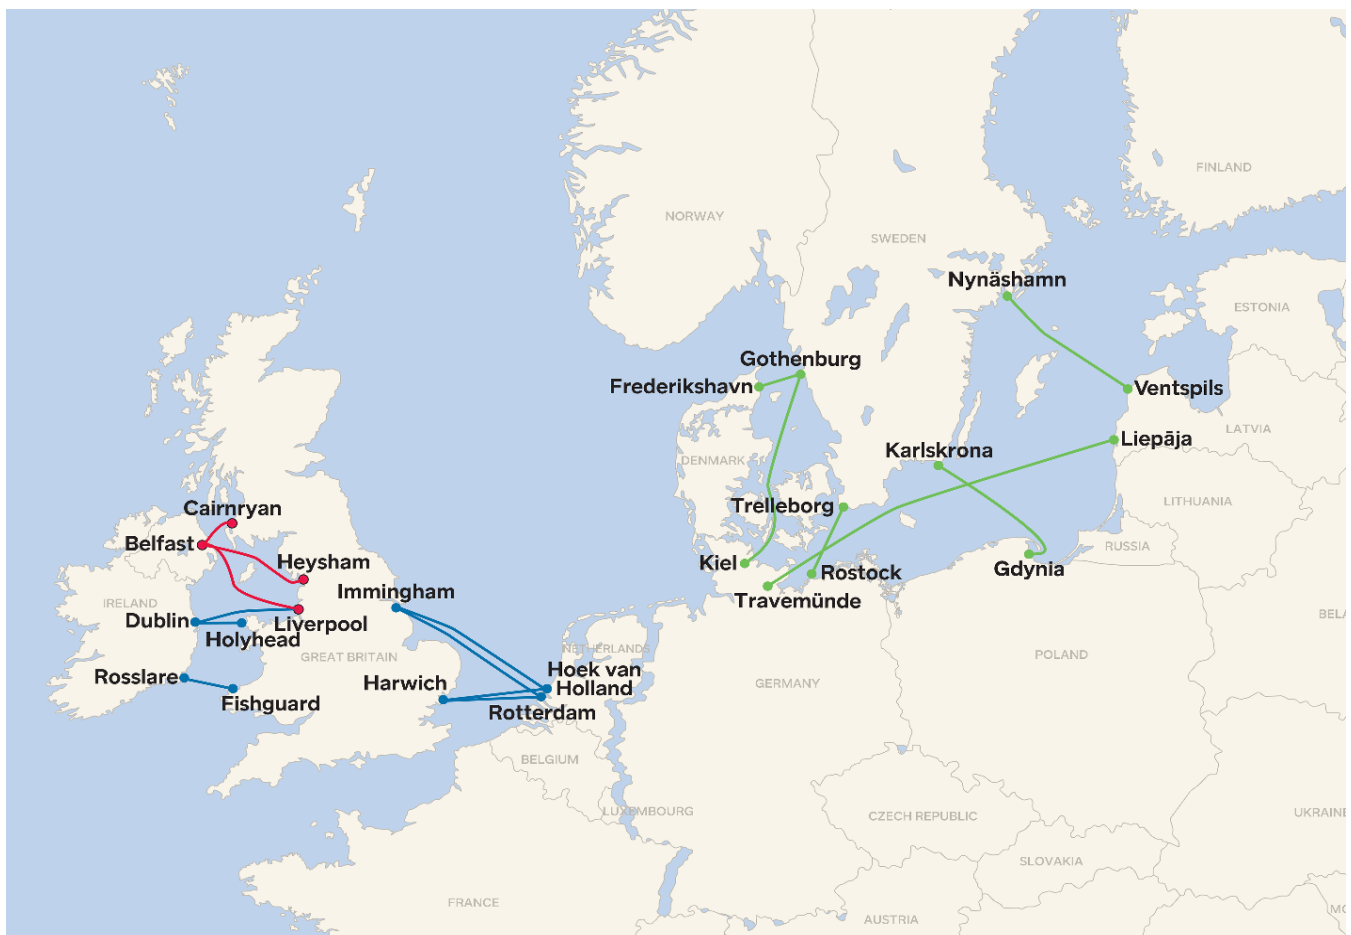 FINLAND
NORWAY
SWEDEN
Nynäshamn
ESTONIA
Gothenburg
Frederikshavn
Ventspils
LATVIA
Liepāja
Karlskrona
DENMARK
LITHUANIA
Trelleborg
Cairnryan
Belfast
RUSSIA
Heysham
Kiel
Rostock
Gdynia
Immingham
Travemünde
IRELAND
Dublin
Liverpool
BELA
Holyhead
GREAT BRITAIN
NETHERLANDS
POLAND
Rosslare
Hoek van
Holland
Harwich
GERMANY
Fishguard
Rotterdam
BELGIUM
LUXEMBOURG
CZECH REPUBLIC
UKRAINE
SLOVAKIA
FRANCE
AUSTRIA
MO